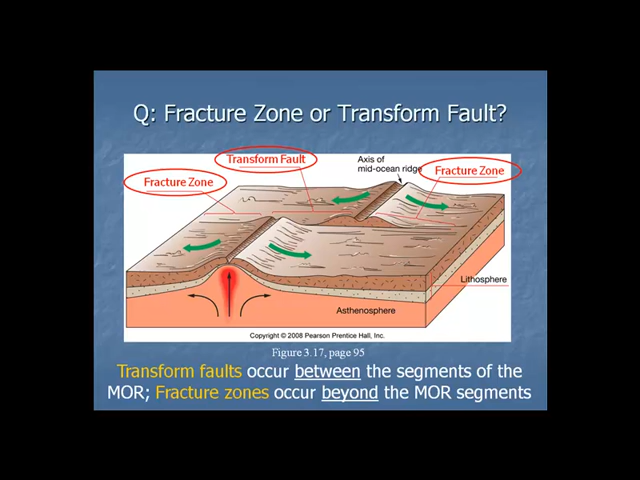 Q: Fracture Zone or Transform Fault?
Transform Fault
Axis of
mid-ocean ridge
Fracture Zone
Fracture Zone
Lithosphere
Asthenosphere
Copyright © 2008 Pearson Prentice Hall, Inc.
Figure 3.17, page 95
Transform faults occur between the segments of the
MOR; Fracture zones occur beyond the MOR segments